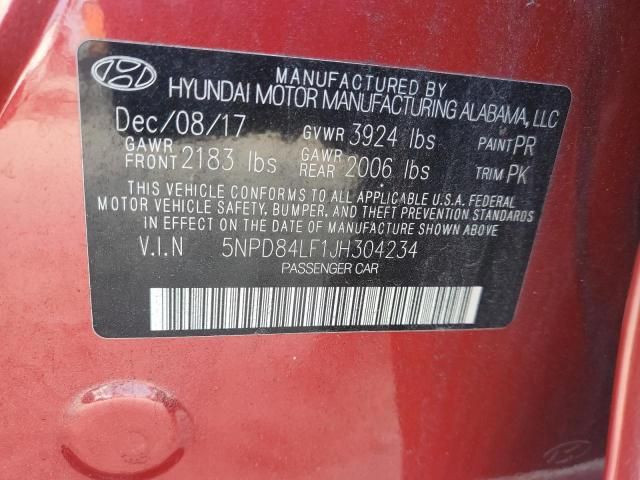 MANUFACTURED BY
HYUNDAI MOTOR MANUFACTURING ALABAMA, LLC
Dec/08/17 GVWR 3924 lbs PAINT PR
GAWR FRONT 2183 lbs GAWR REAR 2006 lbs TRIM PK
THIS VEHICLE CONFORMS TO ALL APPLICABLE U.S.A. FEDERAL
MOTOR VEHICLE SAFETY, BUMPER, AND THEFT PREVENTION STANDARDS
IN EFFECT ON THE DATE OF MANUFACTURE SHOWN ABOVE.
V.I.N 5NPD84LF1JH304234
PASSENGER CAR